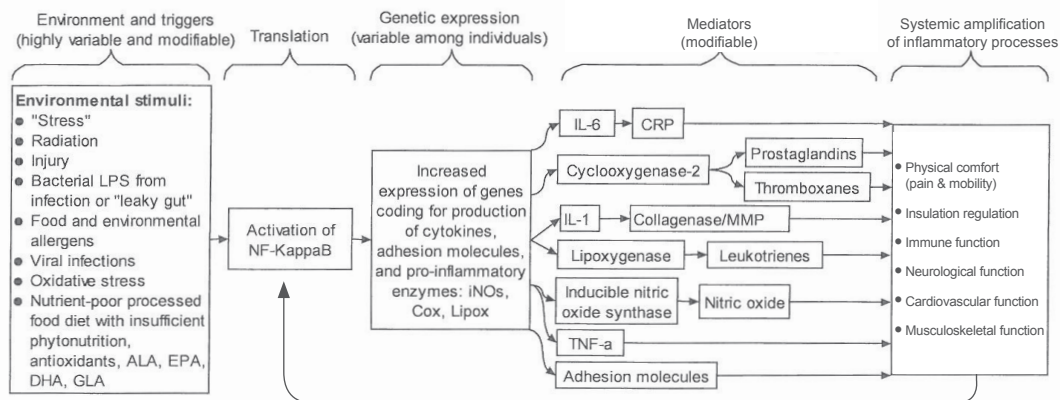 Environment and triggers
(highly variable and modifiable)
Translation
Genetic expression
(variable among individuals)
Mediators
(modifiable)
Systemic amplification
of inflammatory processes
Environmental stimuli:
● "Stress"
● Radiation
● Injury
● Bacterial LPS from
infection or "leaky gut"
● Food and environmental
allergens
● Viral infections
● Oxidative stress
● Nutrient-poor processed
food diet with insufficient
phytonutrition,
antioxidants, ALA, EPA,
DHA, GLA
Activation of
NF-KappaB
Increased
expression of genes
coding for production
of cytokines,
adhesion molecules,
and pro-inflammatory
enzymes: iNOs,
Cox, Lipox
IL-6
CRP
Cyclooxygenase-2
Prostaglandins
Thromboxanes
IL-1
Collagenase/MMP
Lipoxygenase
Leukotrienes
Inducible nitric
oxide synthase
Nitric oxide
TNF-a
Adhesion molecules
● Physical comfort
(pain & mobility)
● Insulation regulation
● Immune function
● Neurological function
● Cardiovascular function
● Musculoskeletal function